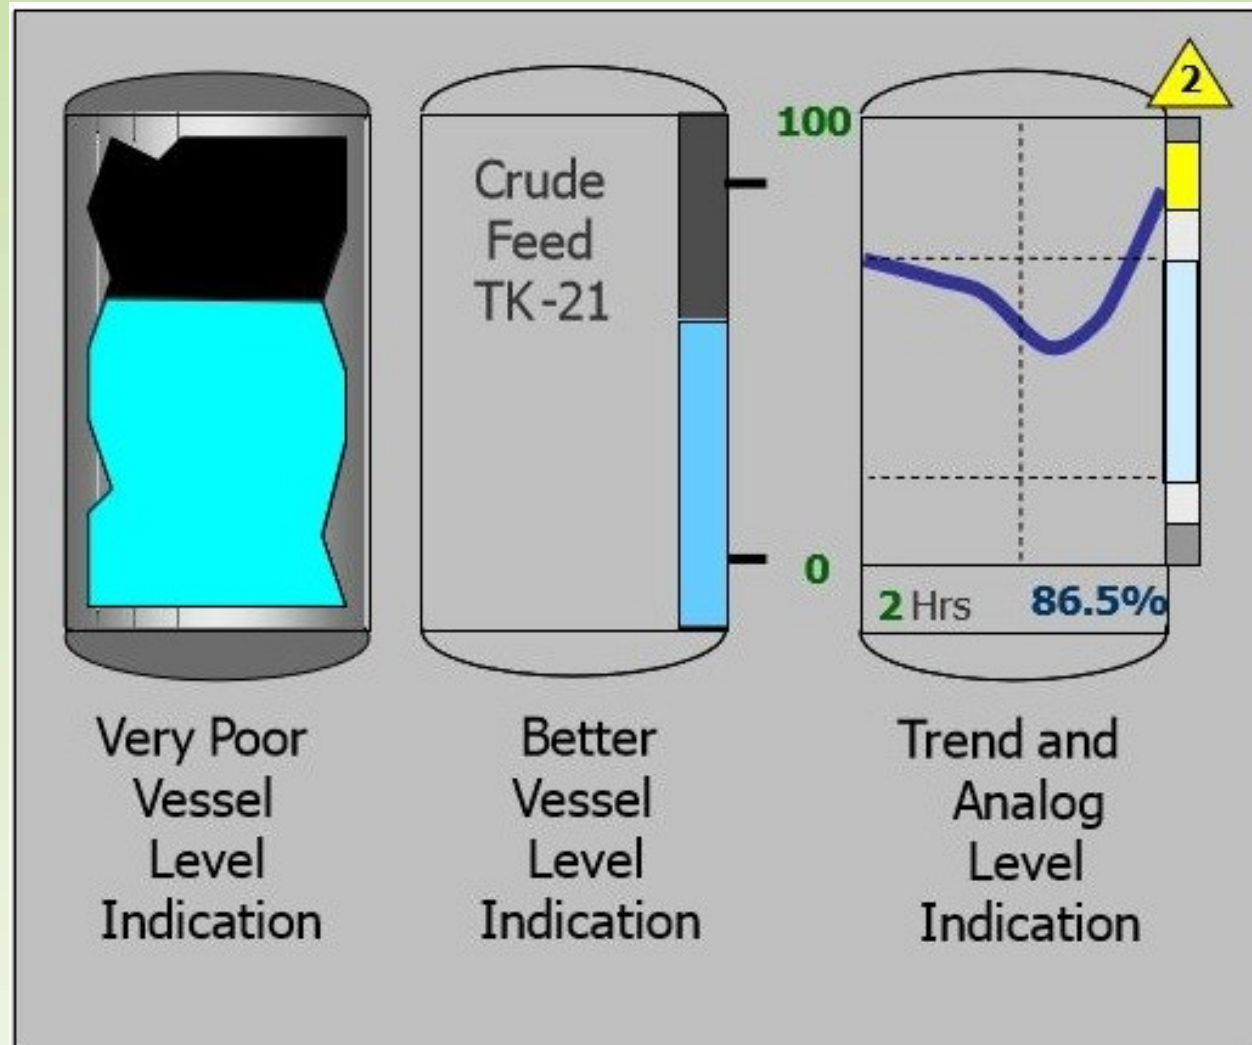 Crude
Feed
TK-21
100
0
2
2 Hrs
86.5%
Very Poor
Vessel
Level
Indication
Better
Vessel
Level
Indication
Trend and
Analog
Level
Indication